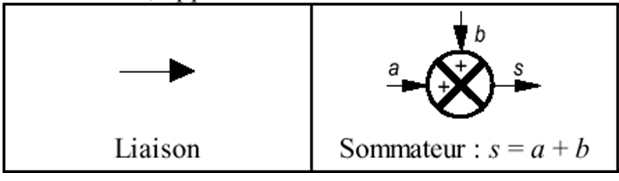 b
a
+
s
+
Liaison
Sommateur : s = a + b